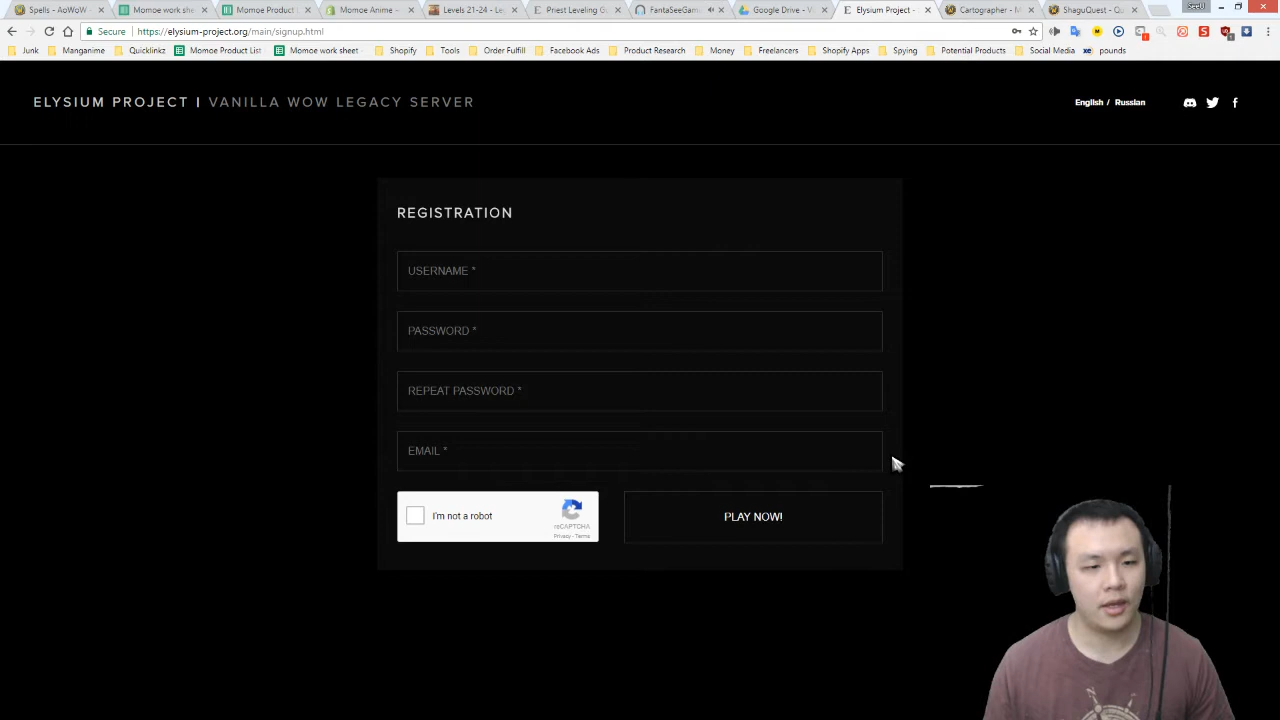 Spells - AoWoW
Momoe work she
Momoe Product
Momoe Anime -
Levels 21-24 - Le
Priest Leveling G
FantaSeeGam
Google Drive - V
Elysium Project -
Cartographer - M
ShaguQuest - Q
SeeU
Secure
https://elysium-project.org/main/signup.html
Junk
Manganime
Quicklinkz
Momoe Product List
Momoe work sheet
Shopify
Tools
Order Fulfill
Facebook Ads
Product Research
Money
Freelancers
Shopify Apps
Spying
Potential Products
Social Media
xe
pounds
ELYSIUM PROJECT | VANILLA WOW LEGACY SERVER
English / Russian
REGISTRATION
USERNAME *
PASSWORD *
REPEAT PASSWORD *
EMAIL *
I'm not a robot
reCAPTCHA
Privacy - Terms
PLAY NOW!